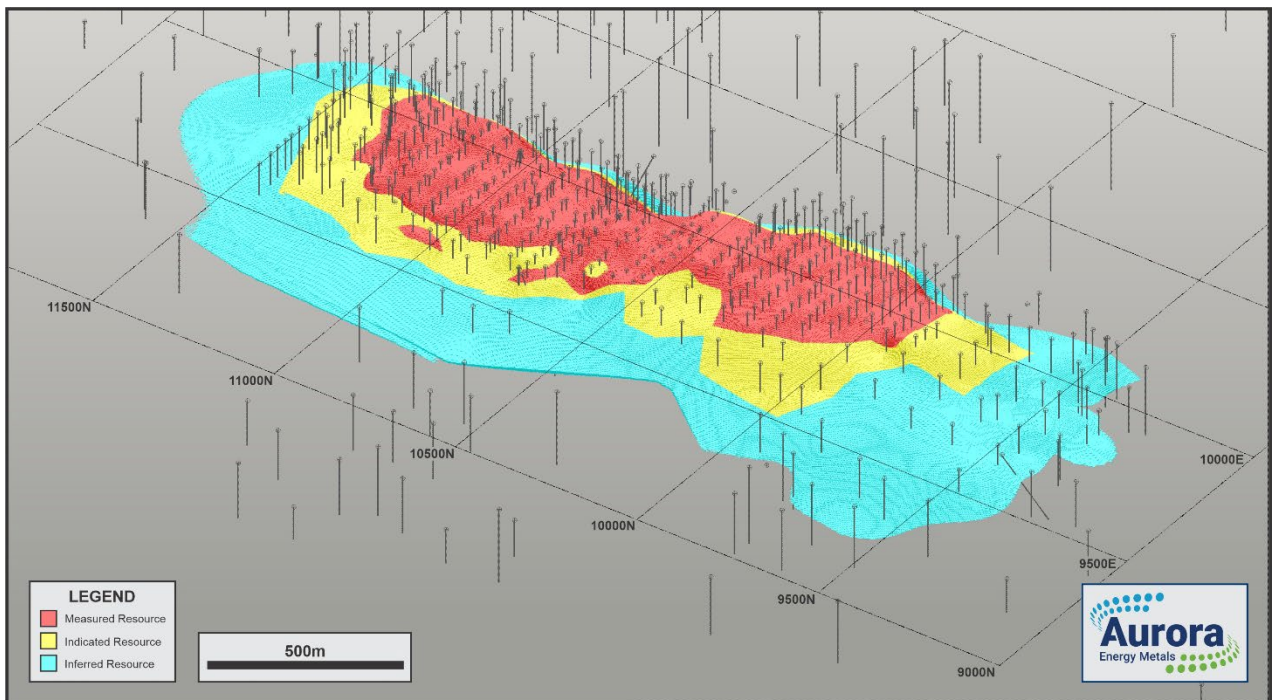 11500N
11000N
10500N
10000N
9500N
9000N
10000E
9500E
LEGEND
Measured Resource
Indicated Resource
Inferred Resource
500m
Aurora
Energy Metals